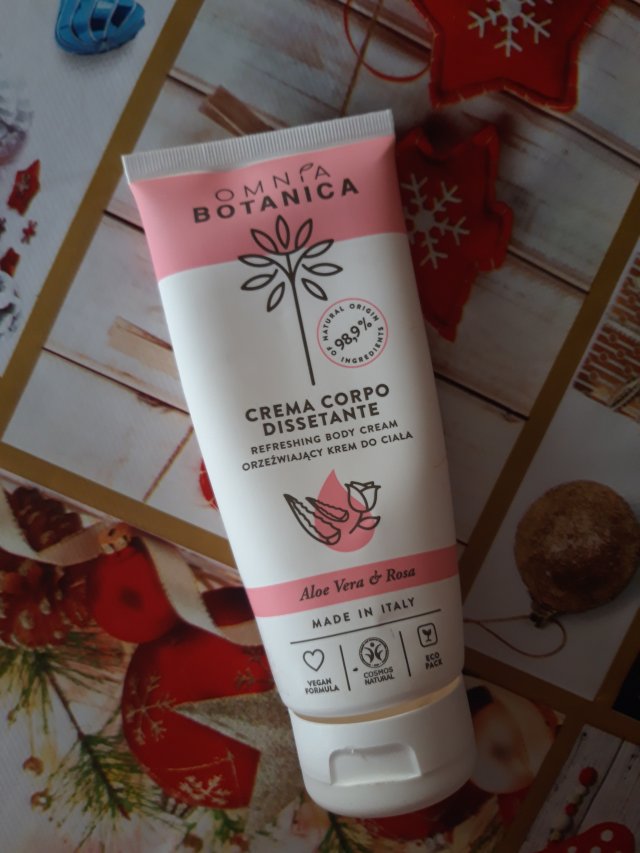 OMNIA
BOTANICA
OF NATURAL ORIGIN
98,9%
INGREDIENTS
CREMA CORPO
DISSETANTE
REFRESHING BODY CREAM
ORZEŹWIAJĄCY KREM DO CIAŁA
Aloe Vera & Rosa
MADE IN ITALY
VEGAN
FORMULA
COSMOS
NATURAL
ECO
PACK